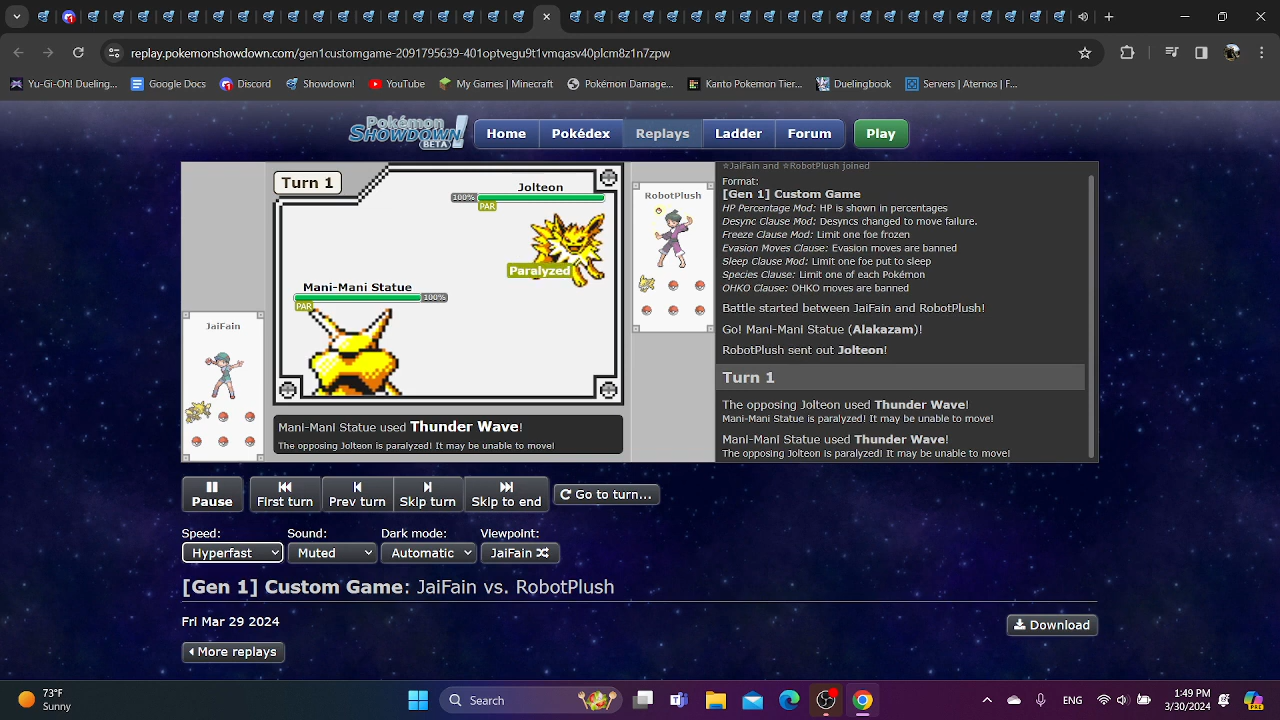 replay.pokemonshowdown.com/gen1customgame-2091795639-401optvegu9t1vmqasv40plcm8z1n7zpw
Yu-Gi-Oh! Dueling...
Google Docs
Discord
Showdown!
YouTube
My Games | Minecraft
Pokémon Damage...
Kanto Pokemon Tier...
Duelingbook
Servers | Aternos | F...
Pokémon
SHOWDOWN!
BETA
Home
Pokédex
Replays
Ladder
Forum
Play
Turn 1
Jolteon
100%
PAR
Paralyzed
Mani-Mani Statue
100%
PAR
JaiFain
RobotPlush
Mani-Mani Statue used Thunder Wave!
The opposing Jolteon is paralyzed! It may be unable to move!
☆JaiFain and ☆RobotPlush joined
Format:
[Gen 1] Custom Game
HP Percentage Mod: HP is shown in percentages
Desync Clause Mod: Desyncs changed to move failure.
Freeze Clause Mod: Limit one foe frozen
Evasion Moves Clause: Evasion moves are banned
Sleep Clause Mod: Limit one foe put to sleep
Species Clause: Limit one of each Pokémon
OHKO Clause: OHKO moves are banned
Battle started between JaiFain and RobotPlush!
Go! Mani-Mani Statue (Alakazam)!
RobotPlush sent out Jolteon!
Turn 1
The opposing Jolteon used Thunder Wave!
Mani-Mani Statue is paralyzed! It may be unable to move!
Mani-Mani Statue used Thunder Wave!
The opposing Jolteon is paralyzed! It may be unable to move!
Pause
First turn
Prev turn
Skip turn
Skip to end
Go to turn...
Speed:
Sound:
Dark mode:
Viewpoint:
Hyperfast
Muted
Automatic
JaiFain
[Gen 1] Custom Game: JaiFain vs. RobotPlush
Fri Mar 29 2024
Download
More replays
73°F
Sunny
Search
ENG
1:49 PM
3/30/2024
PRE